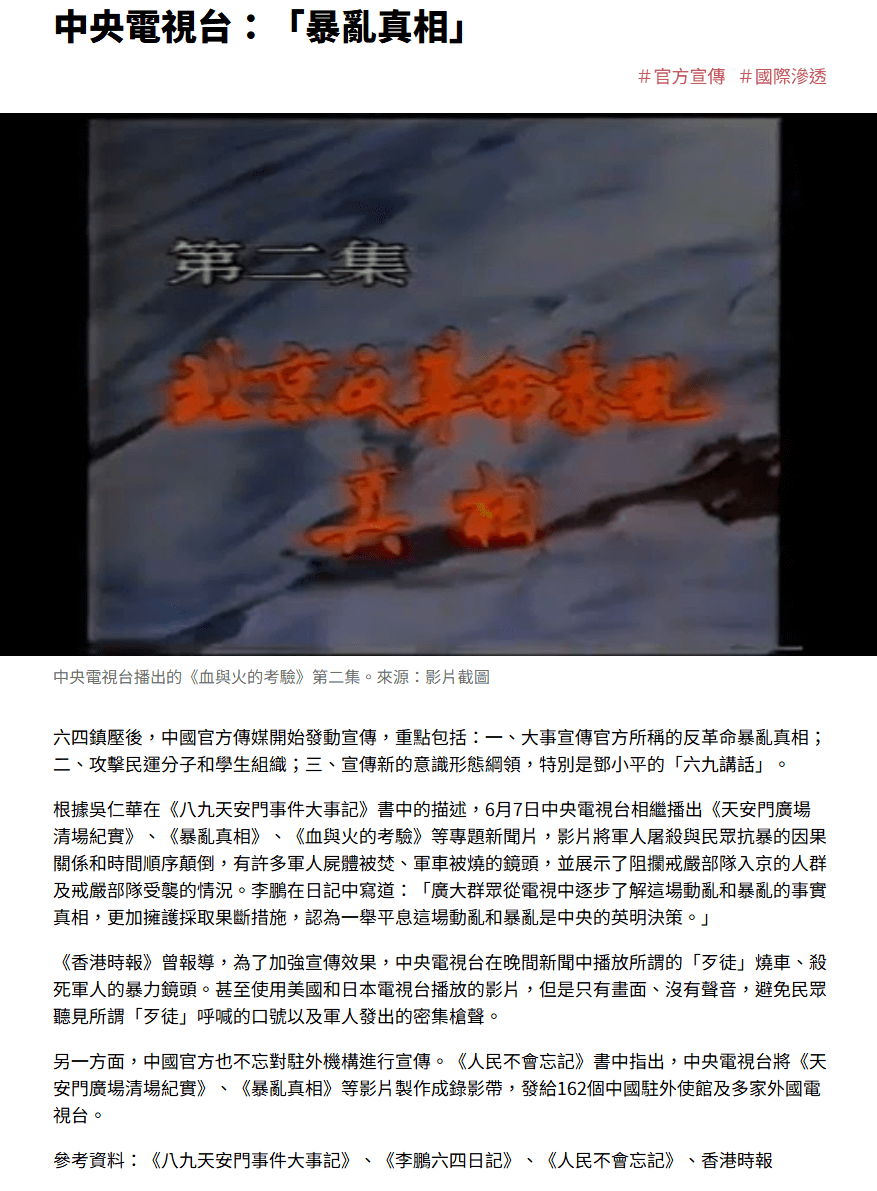 中央電視台：「暴亂真相」
＃官方宣傳 ＃國際滲透
第二集
北京反革命暴乱
真相
中央電視台播出的《血與火的考驗》第二集。來源：影片截圖
六四鎮壓後，中國官方傳媒開始發動宣傳，重點包括：一、大事宣傳官方所稱的反革命暴亂真相；
二、攻擊民運分子和學生組織；三、宣傳新的意識形態綱領，特別是鄧小平的「六九講話」。
根據吳仁華在《八九天安門事件大事記》書中的描述，6月7日中央電視台相繼播出《天安門廣場
清場紀實》、《暴亂真相》、《血與火的考驗》等專題新聞片，影片將軍人屠殺與民眾抗暴的因果
關係和時間順序顛倒，有許多軍人屍體被焚、軍車被燒的鏡頭，並展示了阻攔戒嚴部隊入京的人群
及戒嚴部隊受襲的情況。李鵬在日記中寫道：「廣大群眾從電視中逐步了解這場動亂和暴亂的事實
真相，更加擁護採取果斷措施，認為一舉平息這場動亂和暴亂是中央的英明決策。」
《香港時報》曾報導，為了加強宣傳效果，中央電視台在晚間新聞中播放所謂的「歹徒」燒車、殺
死軍人的暴力鏡頭。甚至使用美國和日本電視台播放的影片，但是只有畫面、沒有聲音，避免民眾
聽見所謂「歹徒」呼喊的口號以及軍人發出的密集槍聲。
另一方面，中國官方也不忘對駐外機構進行宣傳。《人民不會忘記》書中指出，中央電視台將《天
安門廣場清場紀實》、《暴亂真相》等影片製作成錄影帶，發給162個中國駐外使館及多家外國電
視台。
參考資料：《八九天安門事件大事記》、《李鵬六四日記》、《人民不會忘記》、香港時報